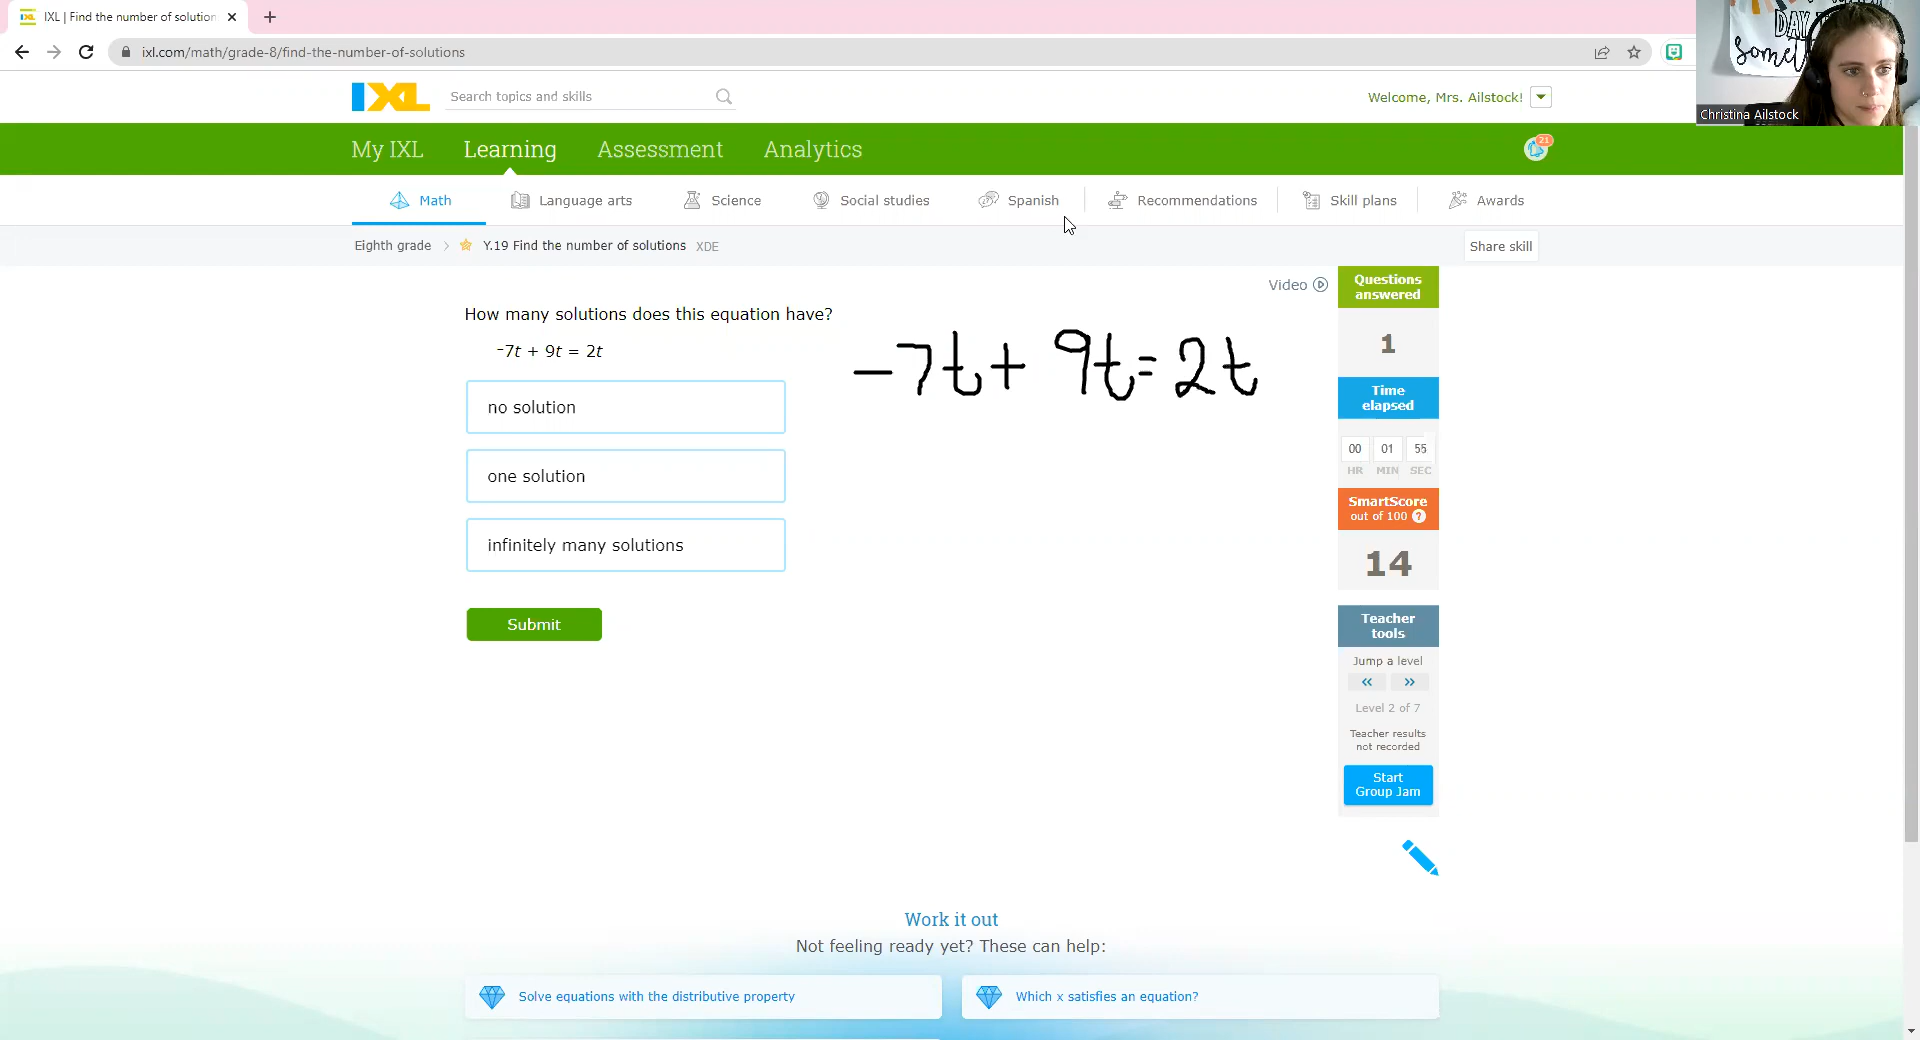 IXL | Find the number of solution
ixl.com/math/grade-8/find-the-number-of-solutions
DAY
Someth
Christina Ailstock
IXL
Search topics and skills
Welcome, Mrs. Ailstock!
My IXL Learning Assessment Analytics
21
Math Language arts Science Social studies Spanish Recommendations Skill plans Awards
Eighth grade > Y.19 Find the number of solutions XDE
Share skill
Video
How many solutions does this equation have?
-7t + 9t = 2t
-7t + 9t = 2t
no solution
one solution
infinitely many solutions
Submit
Questions
answered
1
Time
elapsed
00 01 55
HR MIN SEC
SmartScore
out of 100 ?
14
Teacher
tools
Jump a level
<< >>
Level 2 of 7
Teacher results
not recorded
Start
Group Jam
Work it out
Not feeling ready yet? These can help:
Solve equations with the distributive property
Which x satisfies an equation?